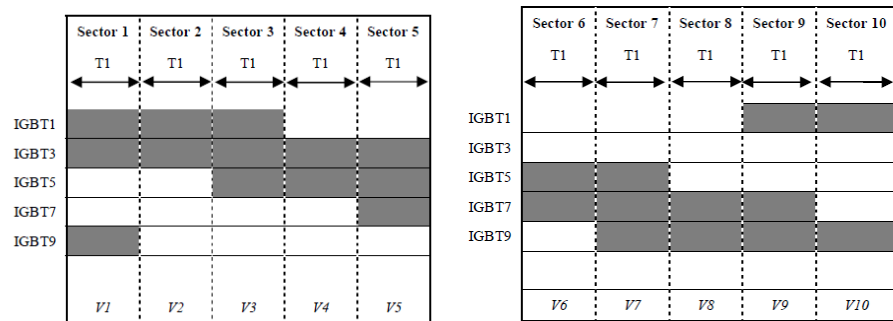 Sector 1 Sector 2 Sector 3 Sector 4 Sector 5
T1 T1 T1 T1 T1
IGBT1
IGBT3
IGBT5
IGBT7
IGBT9
V1 V2 V3 V4 V5
Sector 6 Sector 7 Sector 8 Sector 9 Sector 10
T1 T1 T1 T1 T1
IGBT1
IGBT3
IGBT5
IGBT7
IGBT9
V6 V7 V8 V9 V10